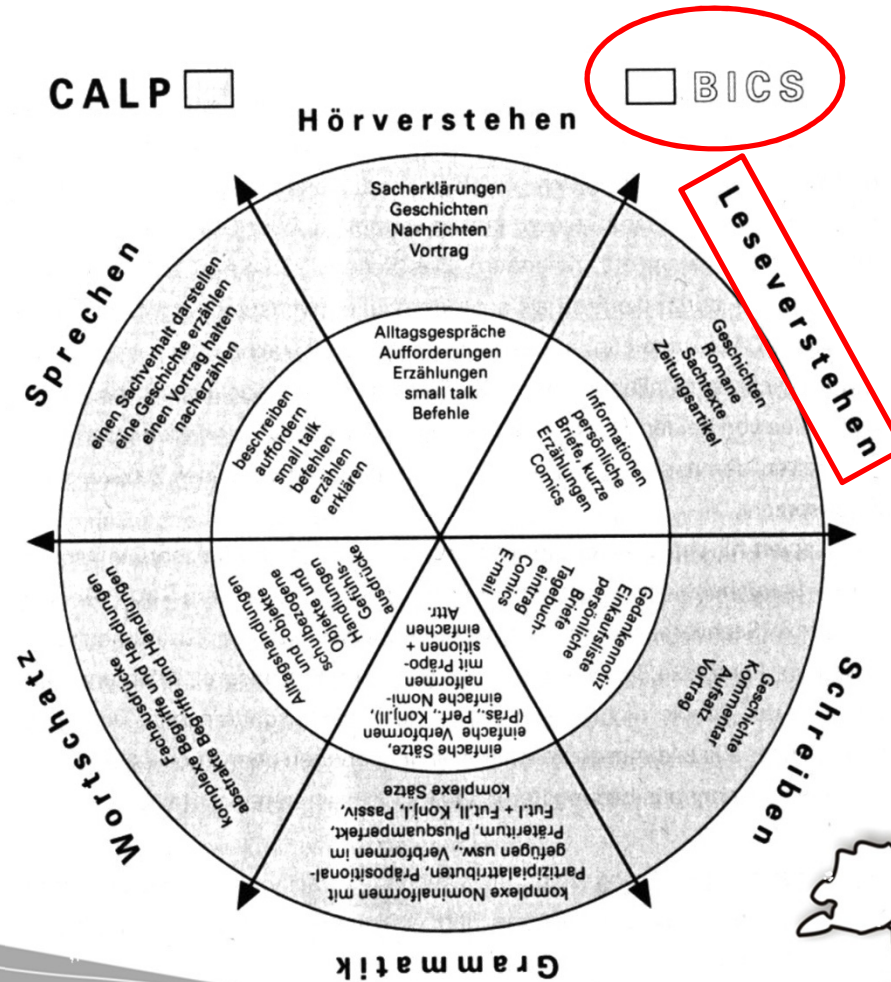 CALP
BICS
Hörverstehen
Sacherklärungen
Geschichten
Nachrichten
Vortrag
Alltagsgespräche
Aufforderungen
Erzählungen
small talk
Befehle
Leseverstehen
Geschichten
Romane
Sachtexte
Zeitungsartikel
Informationen
persönliche
Briefe, kurze
Erzählungen
Comics
Schreiben
Gedankennotiz
Einkaufsliste
persönliche
Briefe
Tagebuch-
eintrag
Comics
E-mail
Geschichte
Kommentar
Aufsatz
Vortrag
Grammatik
einfache Sätze,
einfache Verbformen
(Präs., Perf., Konj.II),
einfache Nomi-
nalformen
mit Präpo-
sitionen +
einfachen
Attr.
komplexe Nominalformen mit
Partizipialattributen, Präpositional-
gefügen usw., Verbformen im
Präteritum, Plusquamperfekt,
Fut.I + Fut.II, Konj.I, Passiv,
komplexe Sätze
Wortschatz
Alltagshandlungen
und -objekte
schulbezogene
Objekte und
Handlungen
Gefühls-
ausdrücke
Fachausdrücke
komplexe Begriffe und Handlungen
abstrakte Begriffe und Handlungen
Sprechen
einen Sachverhalt darstellen
eine Geschichte erzählen
einen Vortrag halten
nacherzählen
beschreiben
auffordern
small talk
befehlen
erzählen
erklären